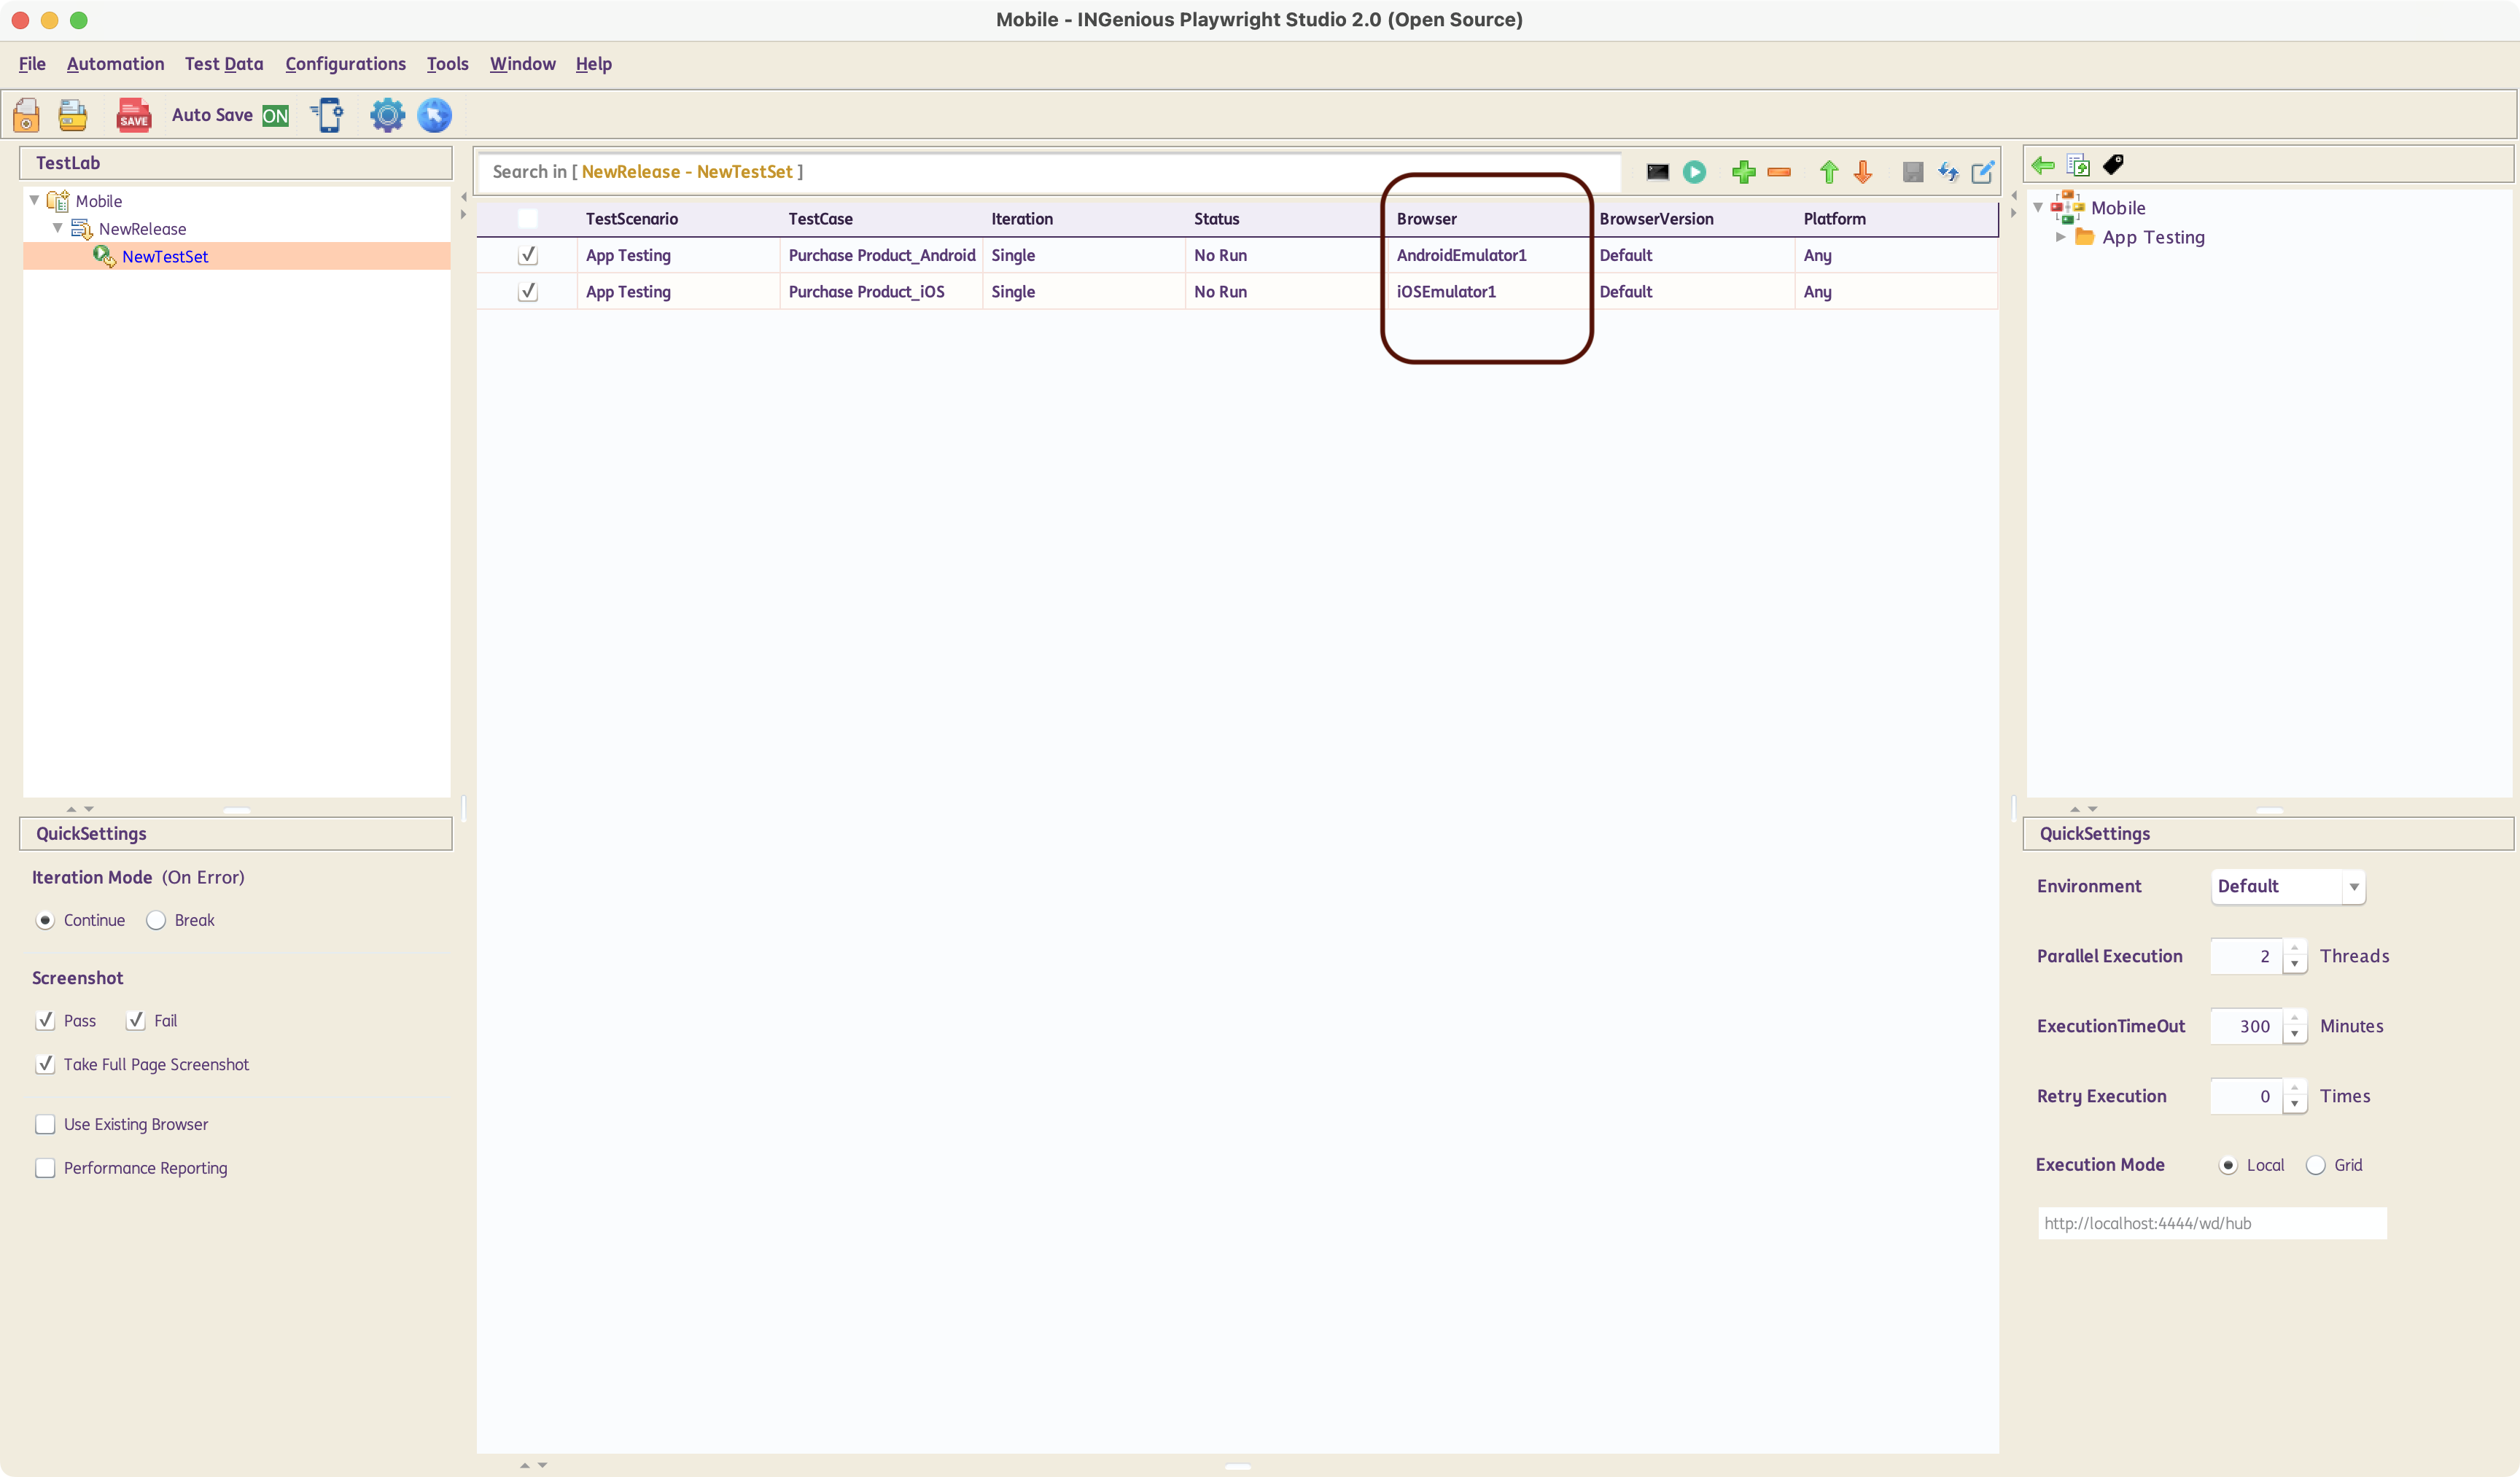 Mobile - INGenious Playwright Studio 2.0 (Open Source)
File Automation Test Data Configurations Tools Window Help
SAVE Auto Save ON
TestLab
Mobile
NewRelease
NewTestSet
Search in [ NewRelease - NewTestSet ]
TestScenario TestCase Iteration Status Browser BrowserVersion Platform
App Testing Purchase Product_Android Single No Run AndroidEmulator1 Default Any
App Testing Purchase Product_iOS Single No Run iOSEmulator1 Default Any
Mobile
App Testing
QuickSettings
Iteration Mode (On Error)
Continue Break
Screenshot
Pass Fail
Take Full Page Screenshot
Use Existing Browser
Performance Reporting
QuickSettings
Environment Default
Parallel Execution 2 Threads
ExecutionTimeOut 300 Minutes
Retry Execution 0 Times
Execution Mode Local Grid
http://localhost:4444/wd/hub